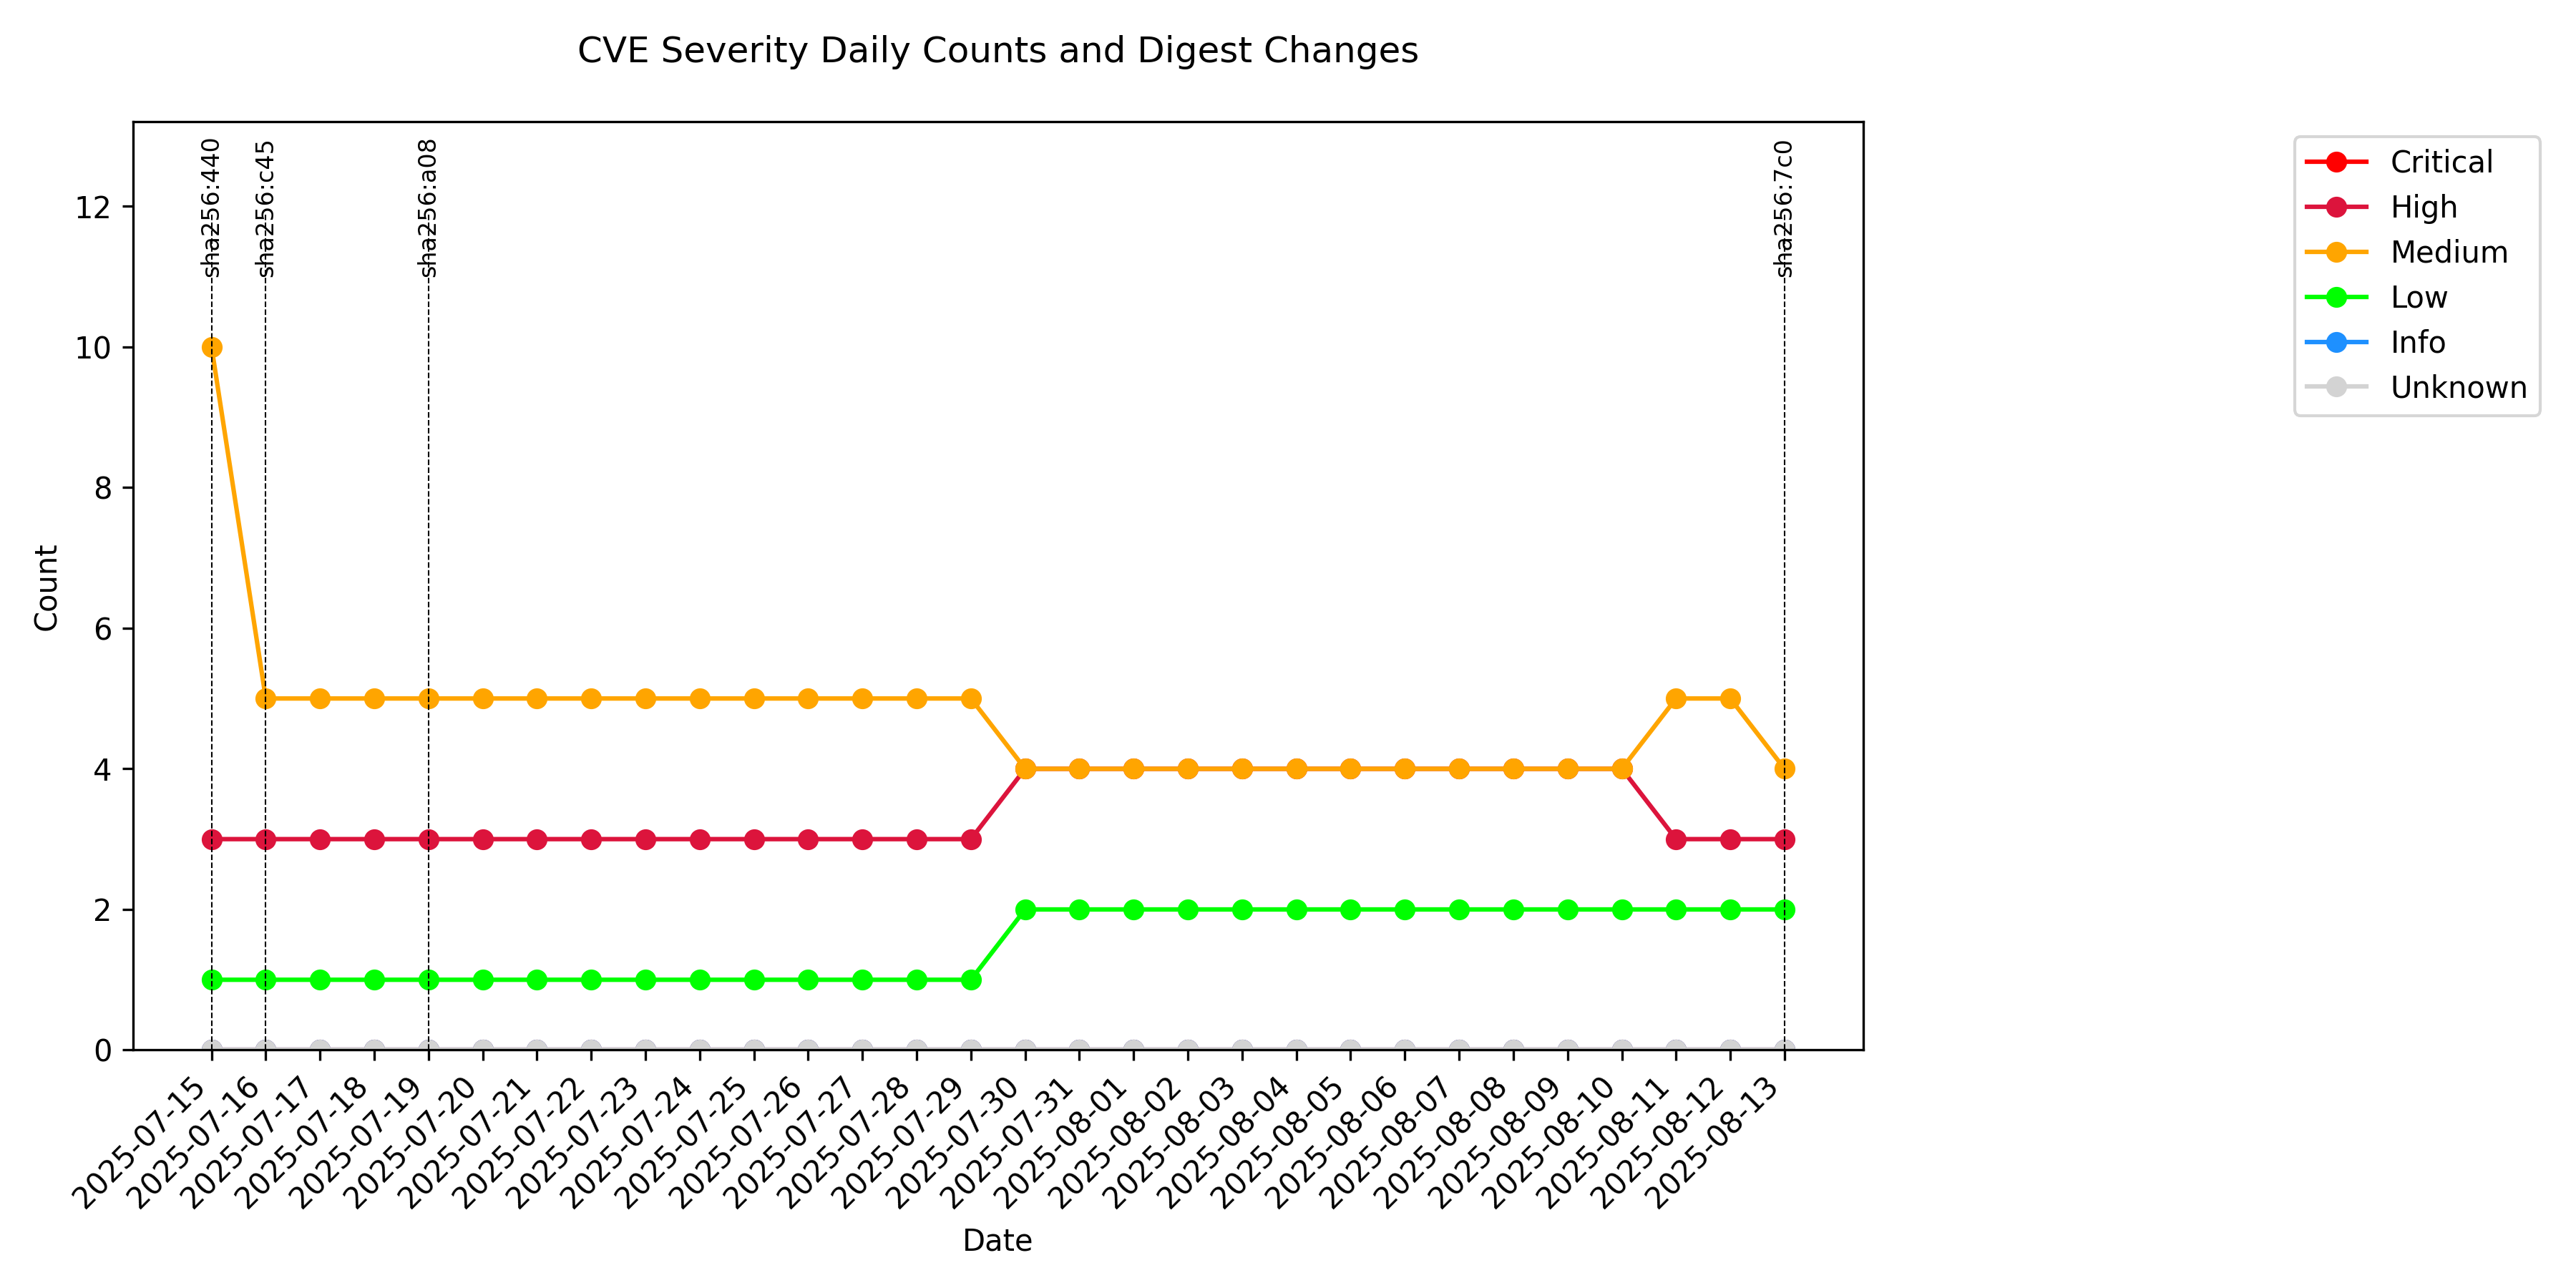 CVE Severity Daily Counts and Digest Changes
sha256:440
sha256:c45
sha256:a08
sha256:7c0
Critical
High
Medium
Low
Info
Unknown
Count
12
10
8
6
4
2
0
2025-07-15
2025-07-16
2025-07-17
2025-07-18
2025-07-19
2025-07-20
2025-07-21
2025-07-22
2025-07-23
2025-07-24
2025-07-25
2025-07-26
2025-07-27
2025-07-28
2025-07-29
2025-07-30
2025-07-31
2025-08-01
2025-08-02
2025-08-03
2025-08-04
2025-08-05
2025-08-06
2025-08-07
2025-08-08
2025-08-09
2025-08-10
2025-08-11
2025-08-12
2025-08-13
Date